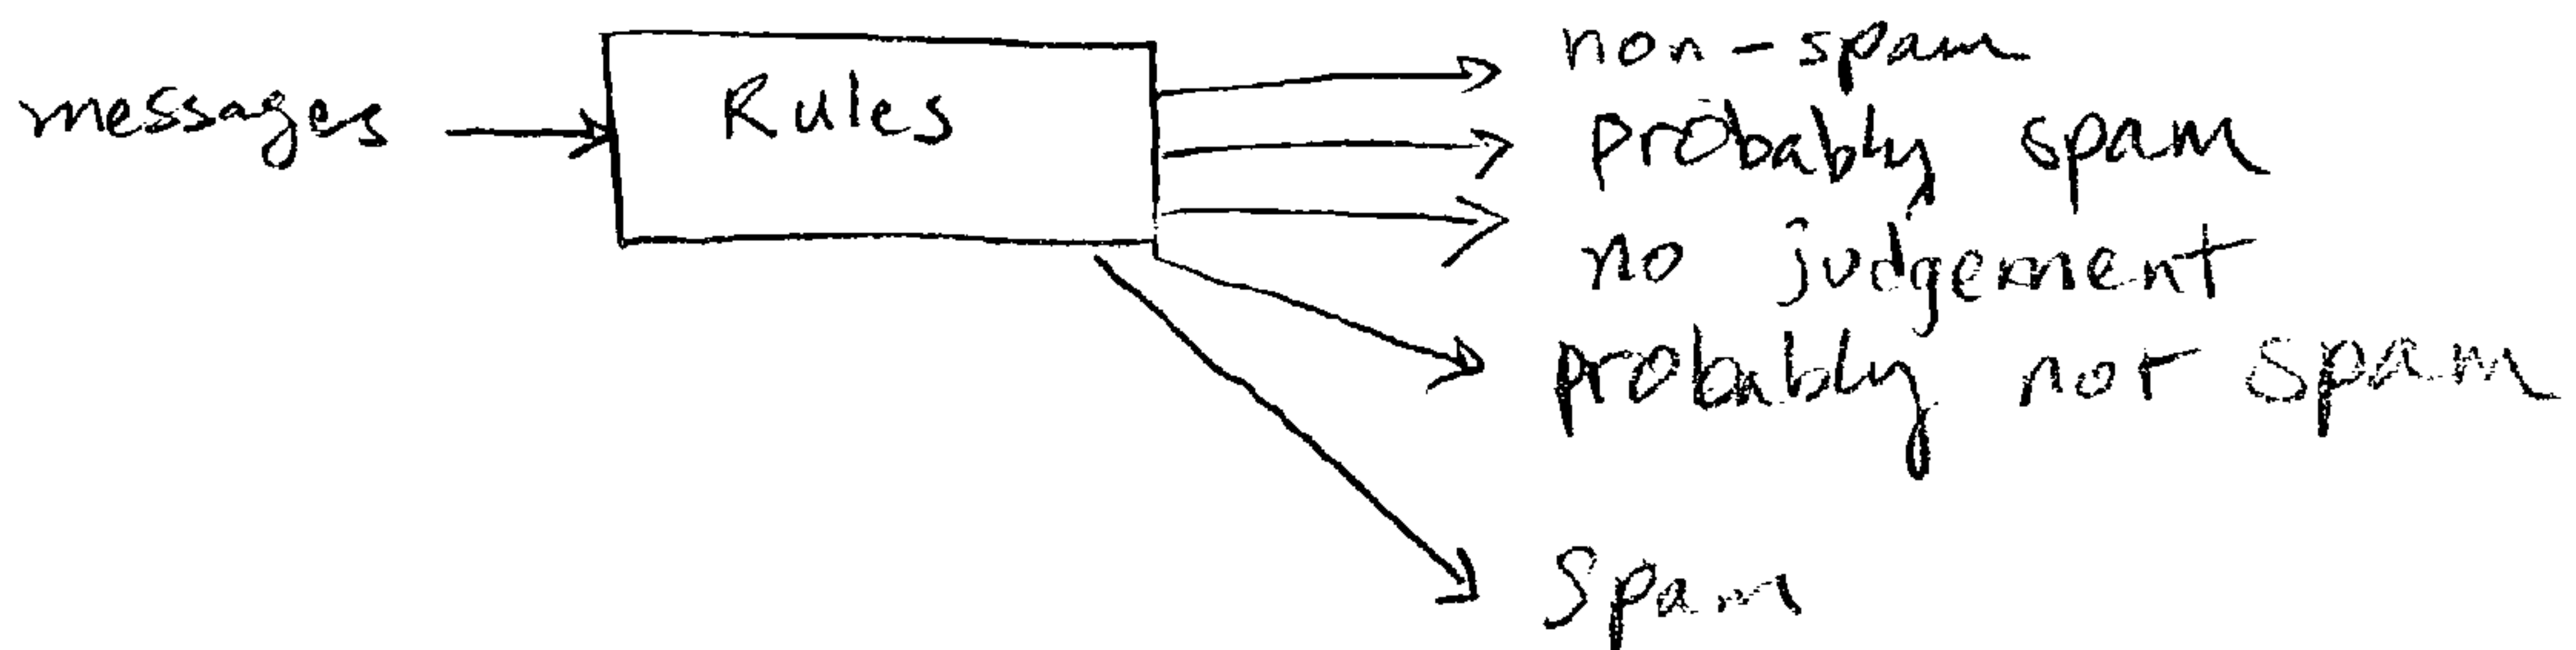 messages
Rules
non-spam
probably spam
no judgement
probably not spam
Spam